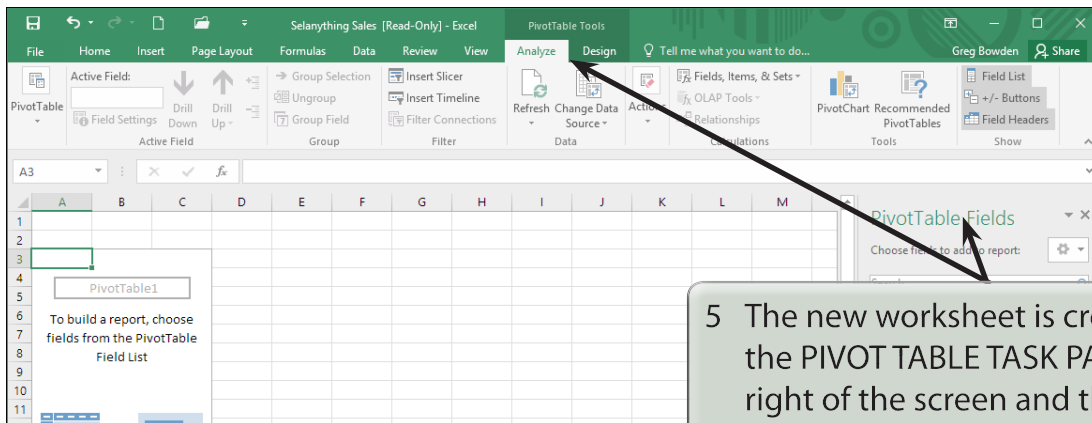 Selanything Sales [Read-Only] - Excel
PivotTable Tools
File Home Insert Page Layout Formulas Data Review View Analyze Design Tell me what you want to do... Greg Bowden Share
PivotTable
Active Field:
Field Settings
Drill Down
Drill Up
Active Field
Group Selection
Ungroup
Group Field
Group
Insert Slicer
Insert Timeline
Filter Connections
Filter
Refresh
Change Data Source
Data
Actions
Fields, Items, & Sets
OLAP Tools
Relationships
Calculations
PivotChart
Recommended PivotTables
Tools
Field List
+/- Buttons
Field Headers
Show
A3 fx
A B C D E F G H I J K L M
1
2
3
4
5
6
7
8
9
10
11
PivotTable1
To build a report, choose
fields from the PivotTable
Field List
PivotTable Fields
Choose fields to add to report:
5 The new worksheet is cr
the PIVOT TABLE TASK PA
right of the screen and t